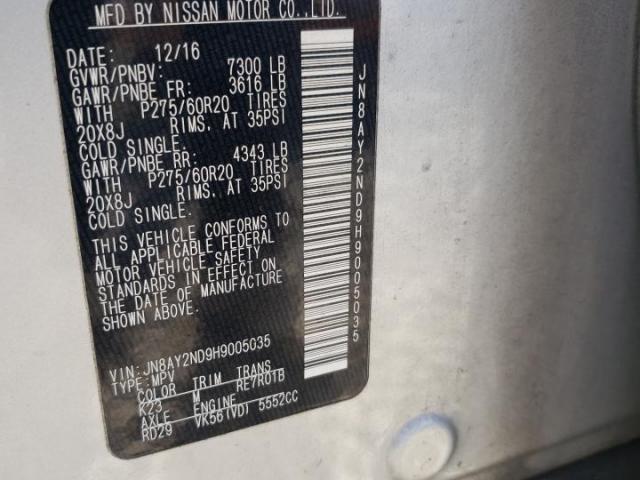 MFD BY NISSAN MOTOR CO.,LTD.
DATE: 12/16
GVWR/PNBV: 7300 LB
GAWR/PNBE FR: 3616 LB
WITH P275/60R20 TIRES
20X8J RIMS, AT 35PSI
COLD SINGLE.
GAWR/PNBE RR: 4343 LB
WITH P275/60R20 TIRES
20X8J RIMS, AT 35PSI
COLD SINGLE.
THIS VEHICLE CONFORMS TO
ALL APPLICABLE FEDERAL
MOTOR VEHICLE SAFETY
STANDARDS IN EFFECT ON
THE DATE OF MANUFACTURE
SHOWN ABOVE.
VIN: JN8AY2ND9H9005035
TYPE: MPV
COLOR TRIM TRANS
K23 M RE7R01B
AXLE ENGINE
RD29 VK56(VD) 5552CC
JN8AY2ND9H9005035